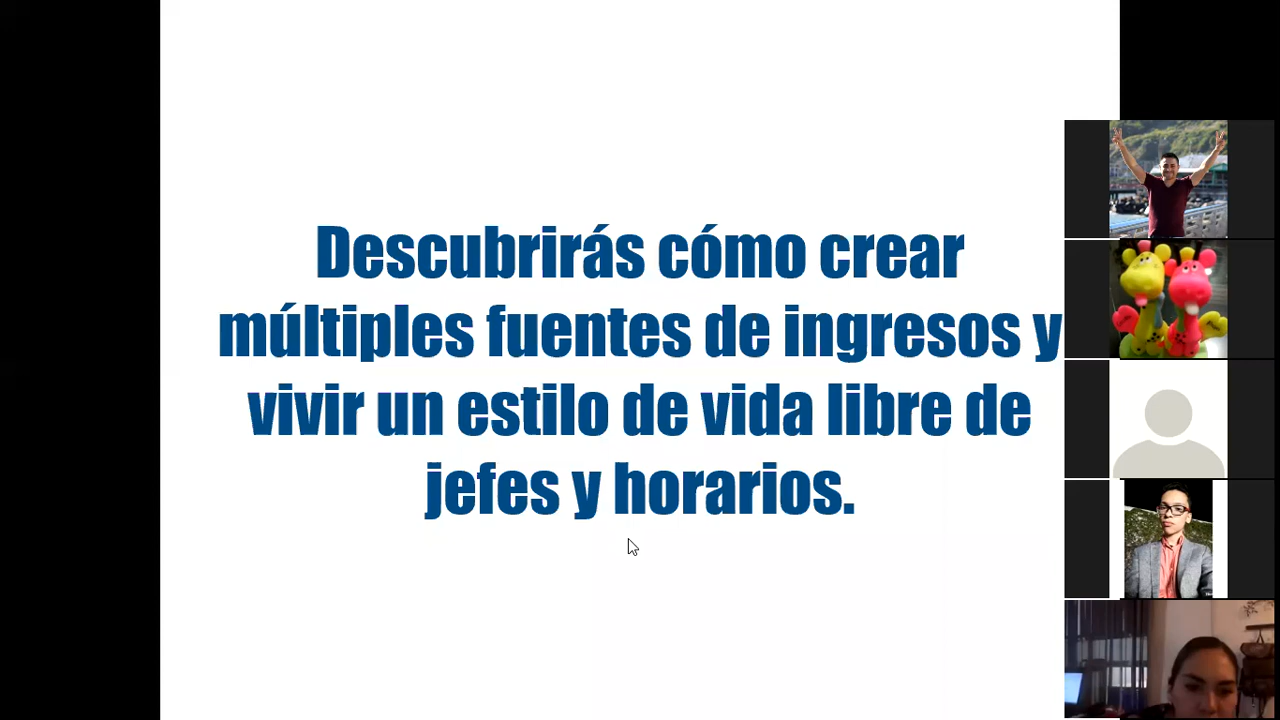 Descubrirás cómo crear
múltiples fuentes de ingresos y
vivir un estilo de vida libre de
jefes y horarios.